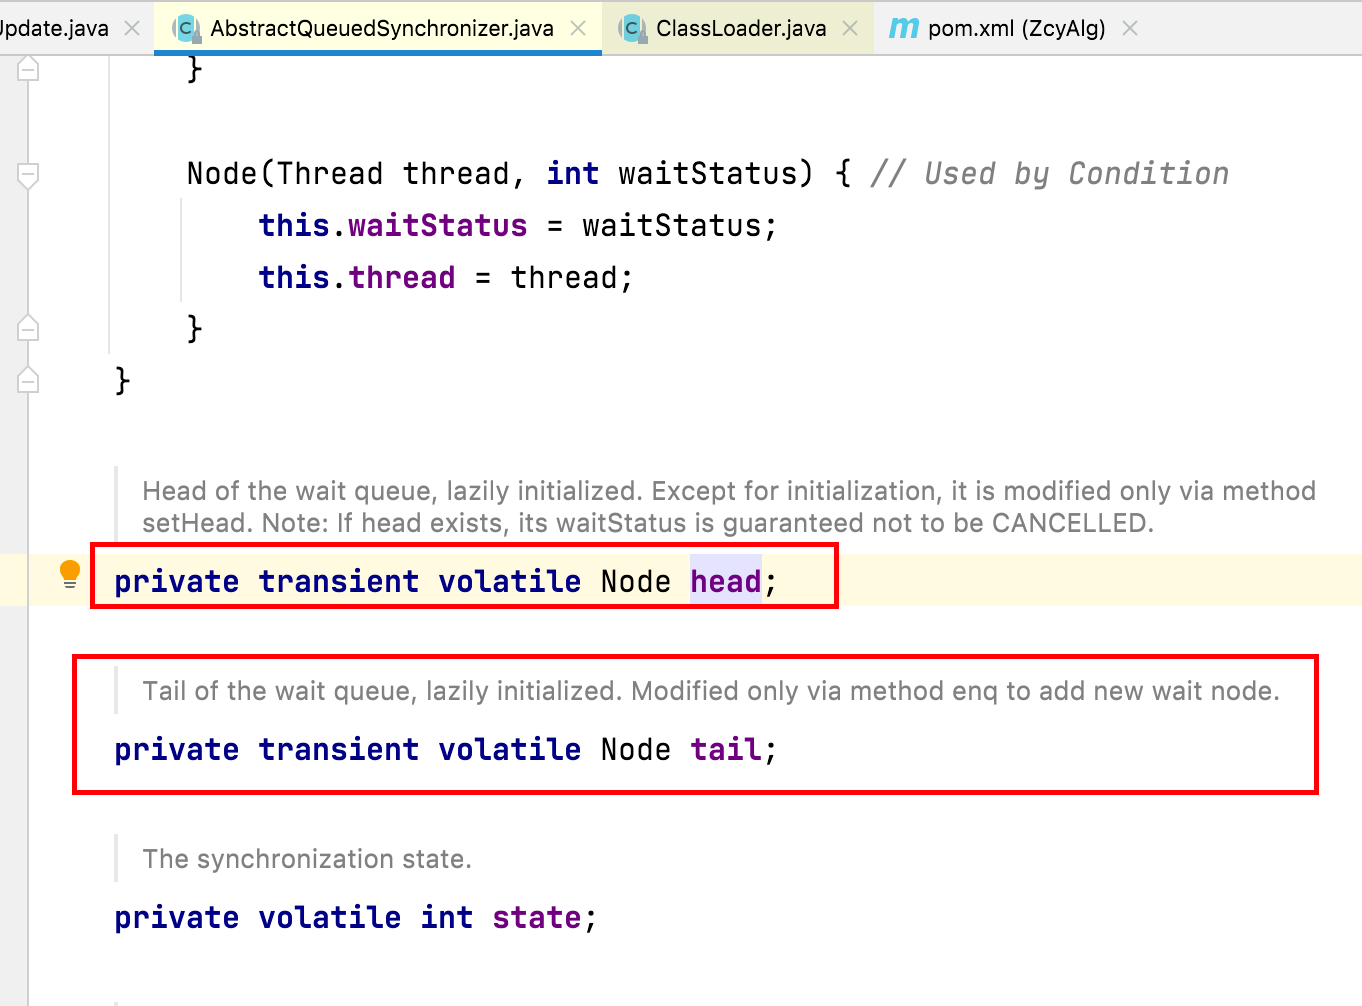 Update.java AbstractQueuedSynchronizer.java ClassLoader.java pom.xml (ZcyAlg)
}
Node(Thread thread, int waitStatus) { // Used by Condition
this.waitStatus = waitStatus;
this.thread = thread;
}
}
Head of the wait queue, lazily initialized. Except for initialization, it is modified only via method
setHead. Note: If head exists, its waitStatus is guaranteed not to be CANCELLED.
private transient volatile Node head;
Tail of the wait queue, lazily initialized. Modified only via method enq to add new wait node.
private transient volatile Node tail;
The synchronization state.
private volatile int state;